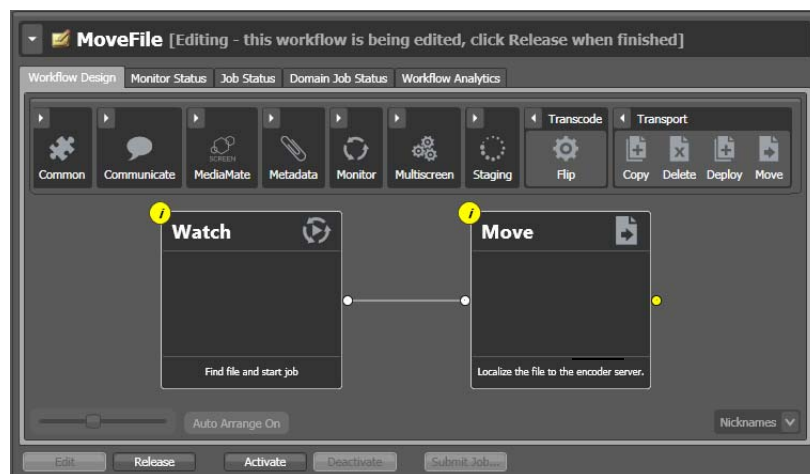 MoveFile [Editing - this workflow is being edited, click Release when finished]
Workflow Design Monitor Status Job Status Domain Job Status Workflow Analytics
Transcode Transport
SCREEN
Common Communicate MediaMate Metadata Monitor Multiscreen Staging Flip Copy Delete Deploy Move
i i
Watch Move
Find file and start job Localize the file to the encoder server.
Auto Arrange On Nicknames
Edit Release Activate Deactivate Submit Job...